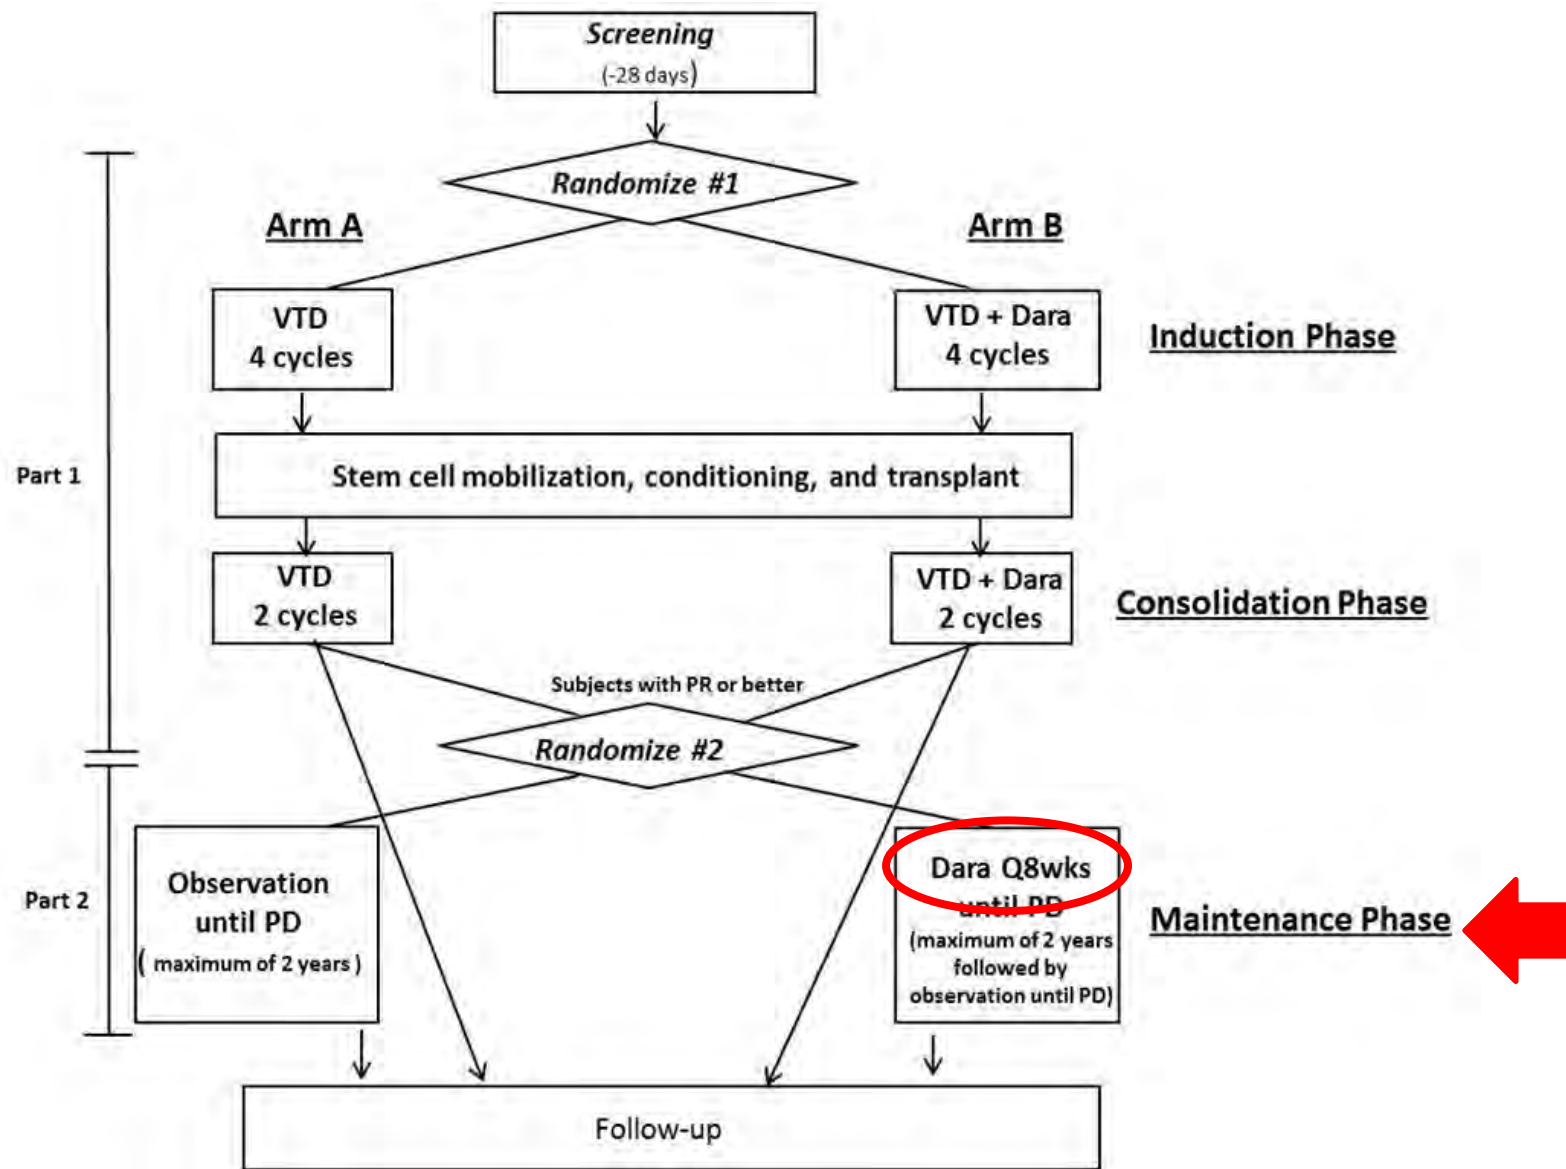 Screening
(-28 days)
Randomize #1
Arm A
Arm B
VTD
4 cycles
VTD + Dara
4 cycles
Induction Phase
Part 1
Stem cell mobilization, conditioning, and transplant
VTD
2 cycles
VTD + Dara
2 cycles
Consolidation Phase
Subjects with PR or better
Randomize #2
Part 2
Observation
until PD
( maximum of 2 years )
Dara Q8wks
until PD
(maximum of 2 years
followed by
observation until PD)
Maintenance Phase
Follow-up